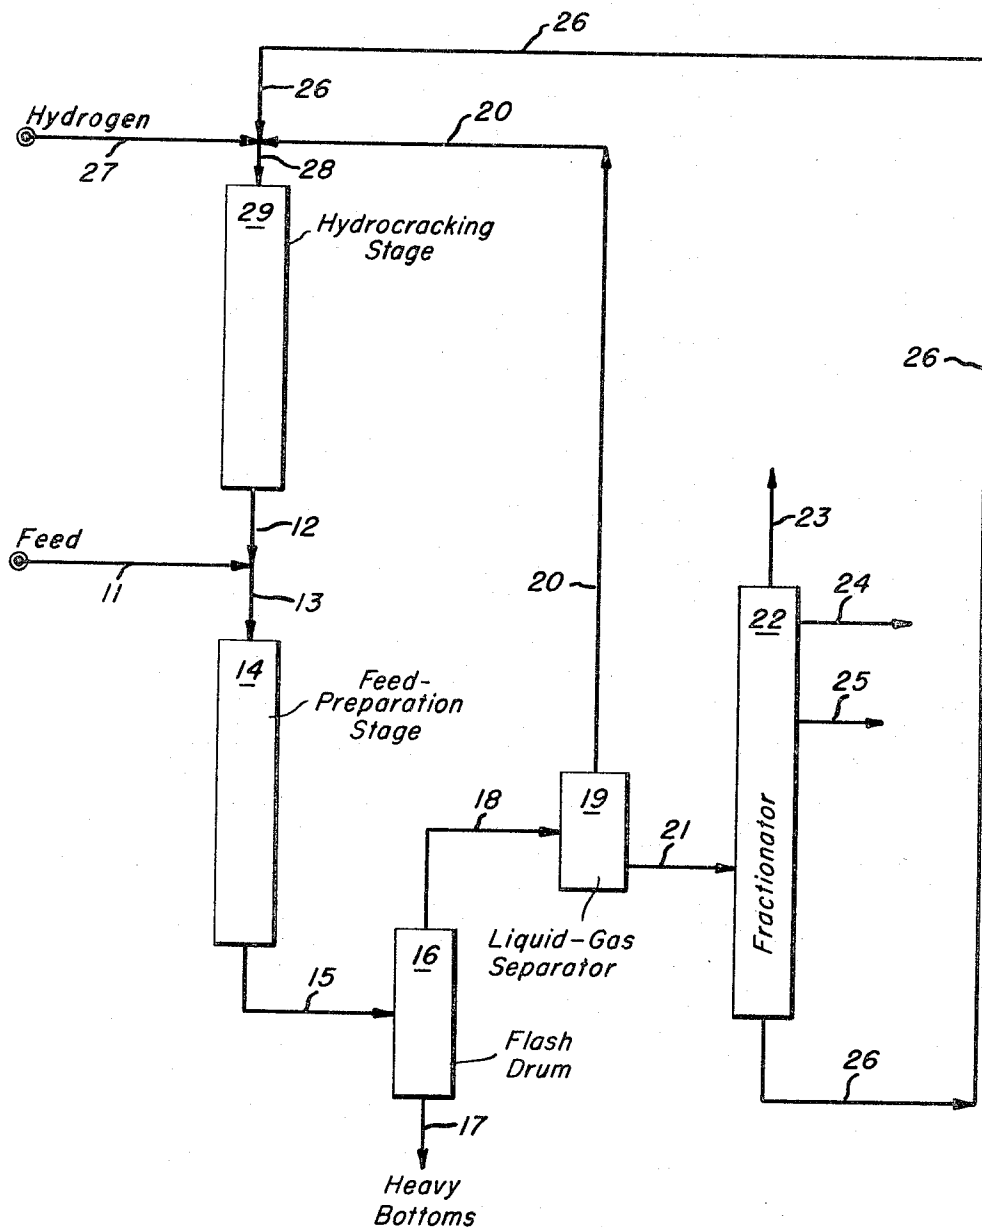 26
26
Hydrogen
20
27
28
29
Hydrocracking
Stage
26
23
Feed
12
11
13
20
24
22
14
Feed-
Preparation
Stage
25
18
19
21
Fractionator
Liquid-Gas
Separator
16
15
Flash
Drum
26
17
Heavy
Bottoms